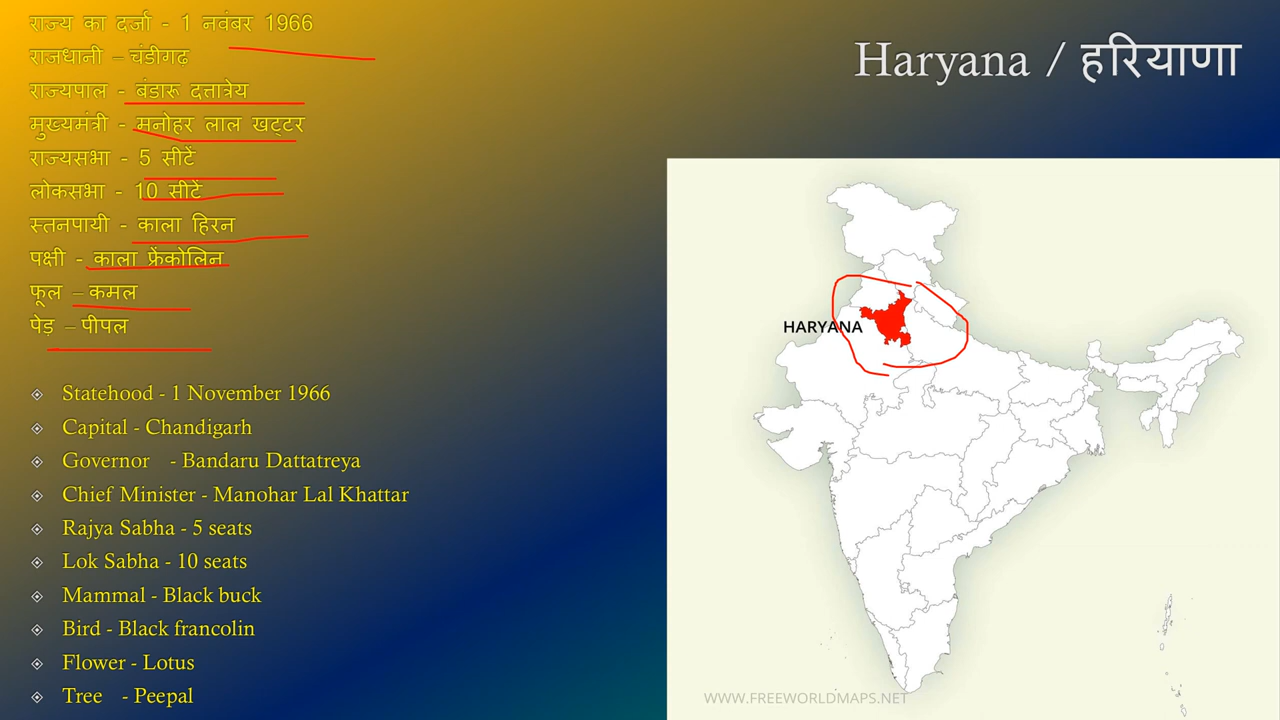 राज्य का दर्जा - 1 नवंबर 1966
राजधानी – चंडीगढ़
राज्यपाल - बंडारू दत्तात्रेय
मुख्यमंत्री - मनोहर लाल खट्टर
राज्यसभा - 5 सीटें
लोकसभा - 10 सीटें
स्तनपायी - काला हिरन
पक्षी - काला फ्रेंकोलिन
फूल – कमल
पेड़ – पीपल
Statehood - 1 November 1966
Capital - Chandigarh
Governor - Bandaru Dattatreya
Chief Minister - Manohar Lal Khattar
Rajya Sabha - 5 seats
Lok Sabha - 10 seats
Mammal - Black buck
Bird - Black francolin
Flower - Lotus
Tree - Peepal
Haryana / हरियाणा
HARYANA
WWW.FREEWORLDMAPS.NET